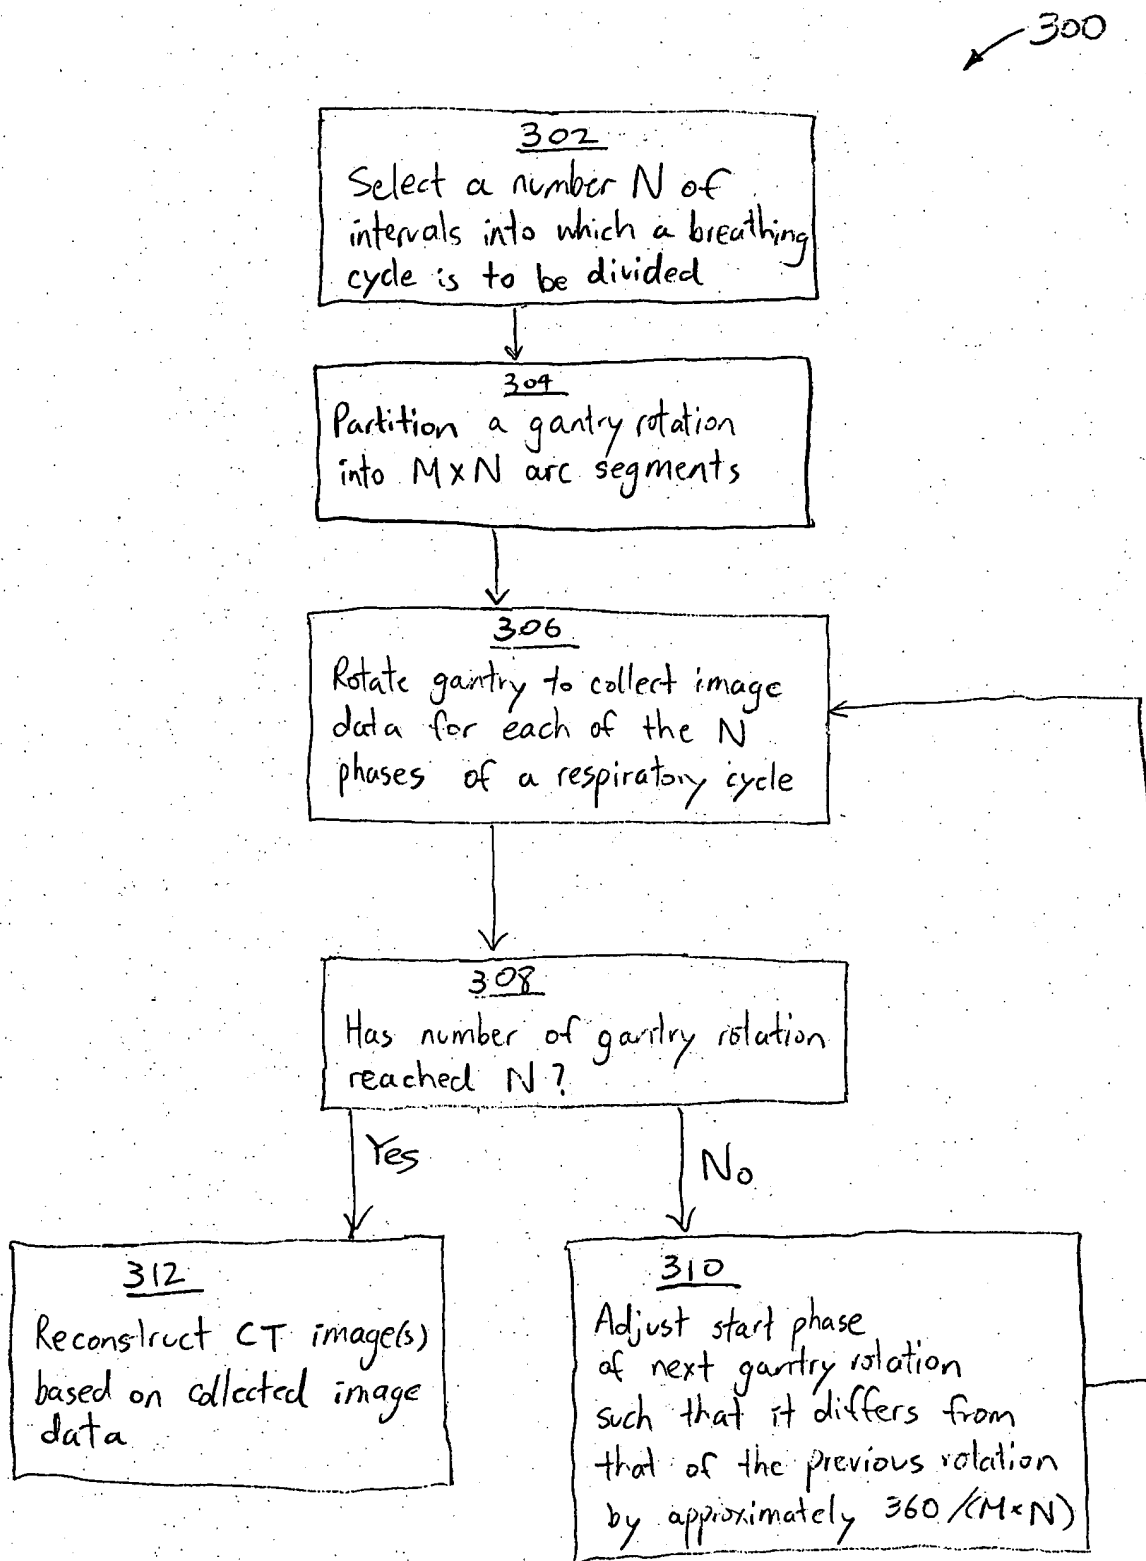 300
302
Select a number N of
intervals into which a breathing
cycle is to be divided
304
Partition a gantry rotation
into M×N arc segments
306
Rotate gantry to collect image
data for each of the N
phases of a respiratory cycle
308
Has number of gantry rotation
reached N?
Yes
No
312
Reconstruct CT image(s)
based on collected image
data
310
Adjust start phase
of next gantry rotation
such that it differs from
that of the previous rotation
by approximately 360/(M×N)